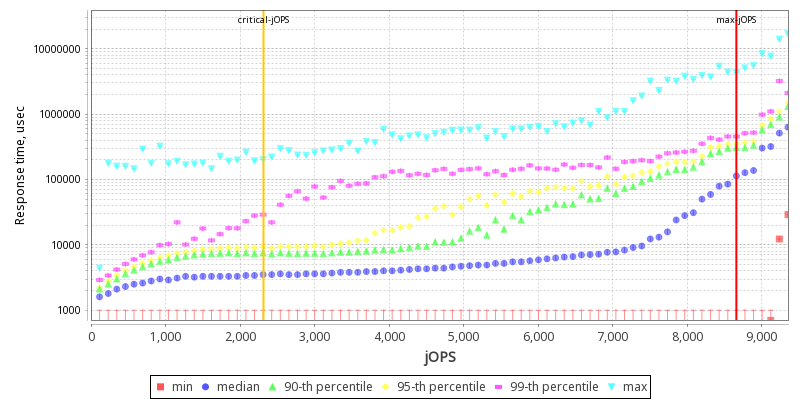 critical-jOPS max-jOPS
10000000
1000000
100000
10000
1000
Response time, usec
0 1,000 2,000 3,000 4,000 5,000 6,000 7,000 8,000 9,000
jOPS
min median 90-th percentile 95-th percentile 99-th percentile max